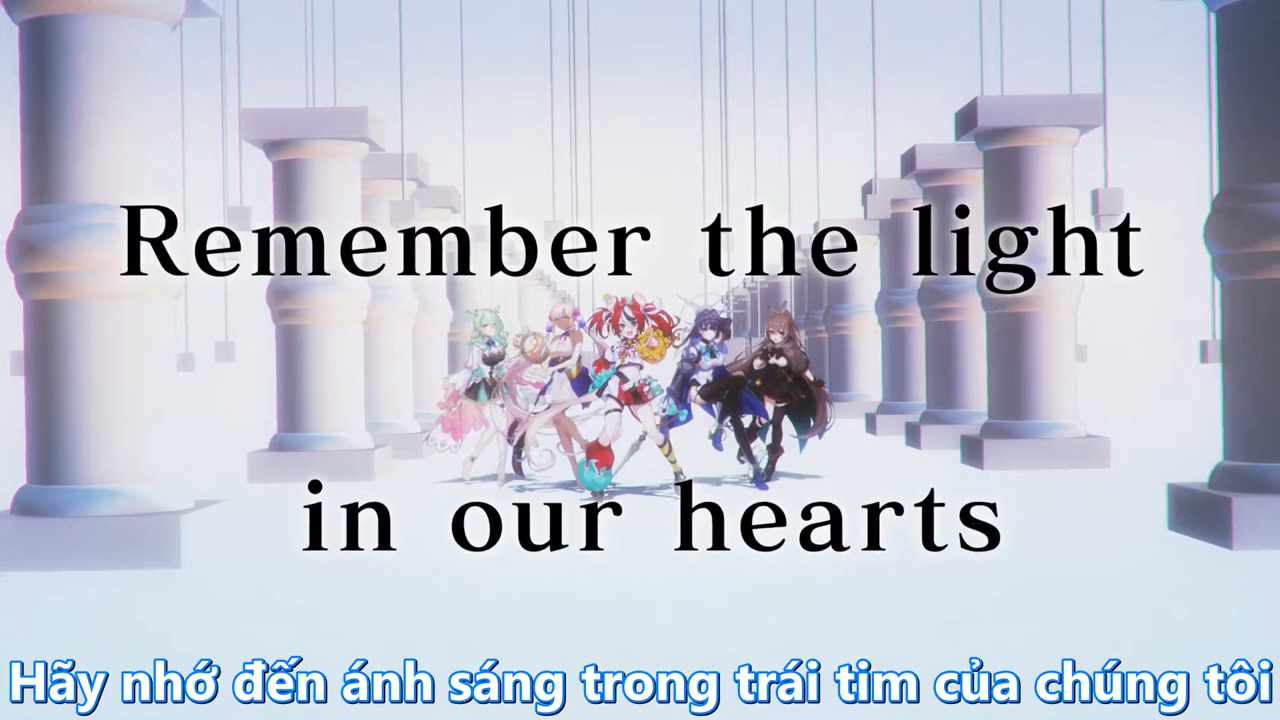 Remember the light
in our hearts
Hãy nhớ đến ánh sáng trong trái tim của chúng tôi